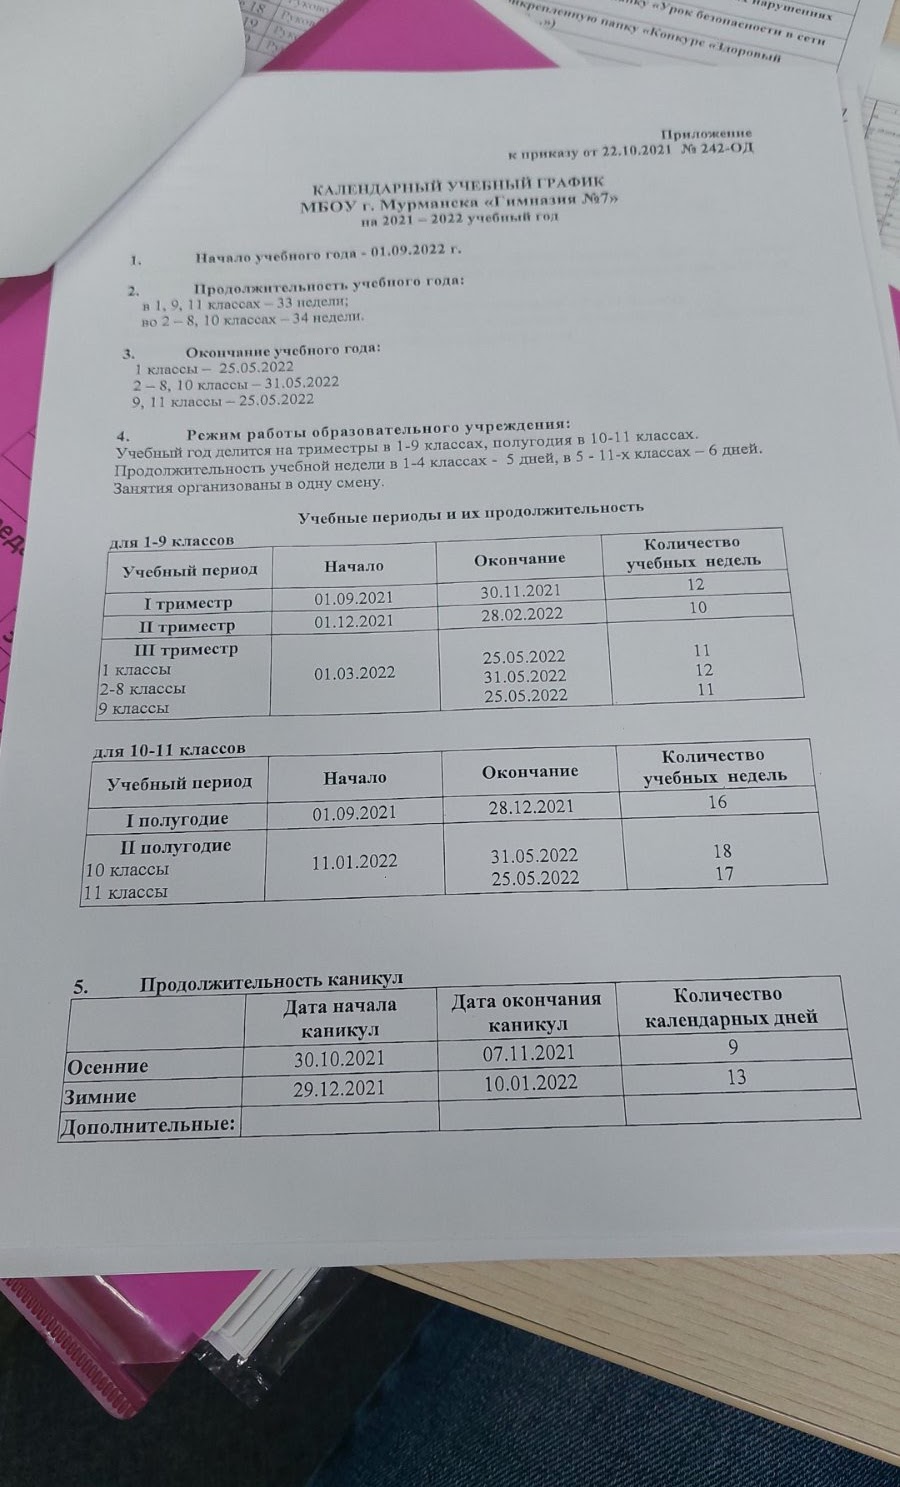 нарушениях
«Урок безопасности в сети
папку «Конкурс «Здоровый
Приложение
к приказу от 22.10.2021 № 242-ОД
КАЛЕНДАРНЫЙ УЧЕБНЫЙ ГРАФИК
МБОУ г. Мурманска «Гимназия №7»
на 2021 – 2022 учебный год
1. Начало учебного года - 01.09.2022 г.
2. Продолжительность учебного года:
в 1, 9, 11 классах – 33 недели;
во 2 – 8, 10 классах – 34 недели.
3. Окончание учебного года:
1 классы – 25.05.2022
2 – 8, 10 классы – 31.05.2022
9, 11 классы – 25.05.2022
4. Режим работы образовательного учреждения:
Учебный год делится на триместры в 1-9 классах, полугодия в 10-11 классах.
Продолжительность учебной недели в 1-4 классах - 5 дней, в 5 - 11-х классах – 6 дней.
Занятия организованы в одну смену.
Учебные периоды и их продолжительность
для 1-9 классов
Учебный период Начало Окончание Количество
учебных недель
I триместр 01.09.2021 30.11.2021 12
II триместр 01.12.2021 28.02.2022 10
III триместр
1 классы 25.05.2022 11
2-8 классы 01.03.2022 31.05.2022 12
9 классы 25.05.2022 11
для 10-11 классов
Учебный период Начало Окончание Количество
учебных недель
I полугодие 01.09.2021 28.12.2021 16
II полугодие
10 классы 11.01.2022 31.05.2022 18
11 классы 25.05.2022 17
5. Продолжительность каникул
Дата начала Дата окончания Количество
каникул каникул календарных дней
Осенние 30.10.2021 07.11.2021 9
Зимние 29.12.2021 10.01.2022 13
Дополнительные: